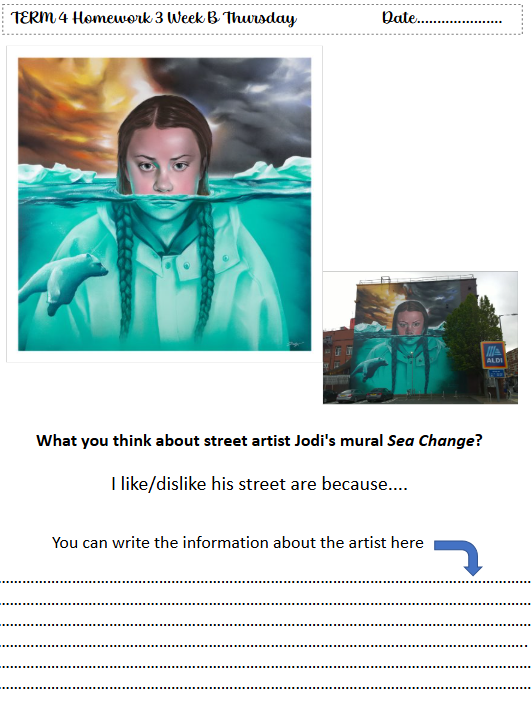 TERM 4 Homework 3 Week B Thursday Date.....................
ALDI
What you think about street artist Jodi's mural Sea Change?
I like/dislike his street are because....
You can write the information about the artist here